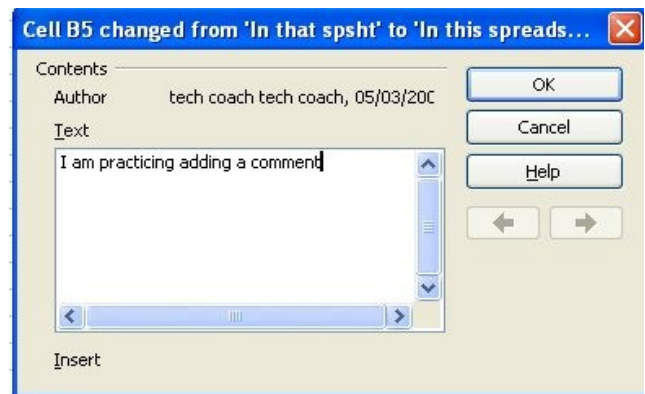 Cell B5 changed from 'In that spsht' to 'In this spreads...
Contents
Author tech coach tech coach, 05/03/200
OK
Text
Cancel
I am practicing adding a comment
Help
Insert